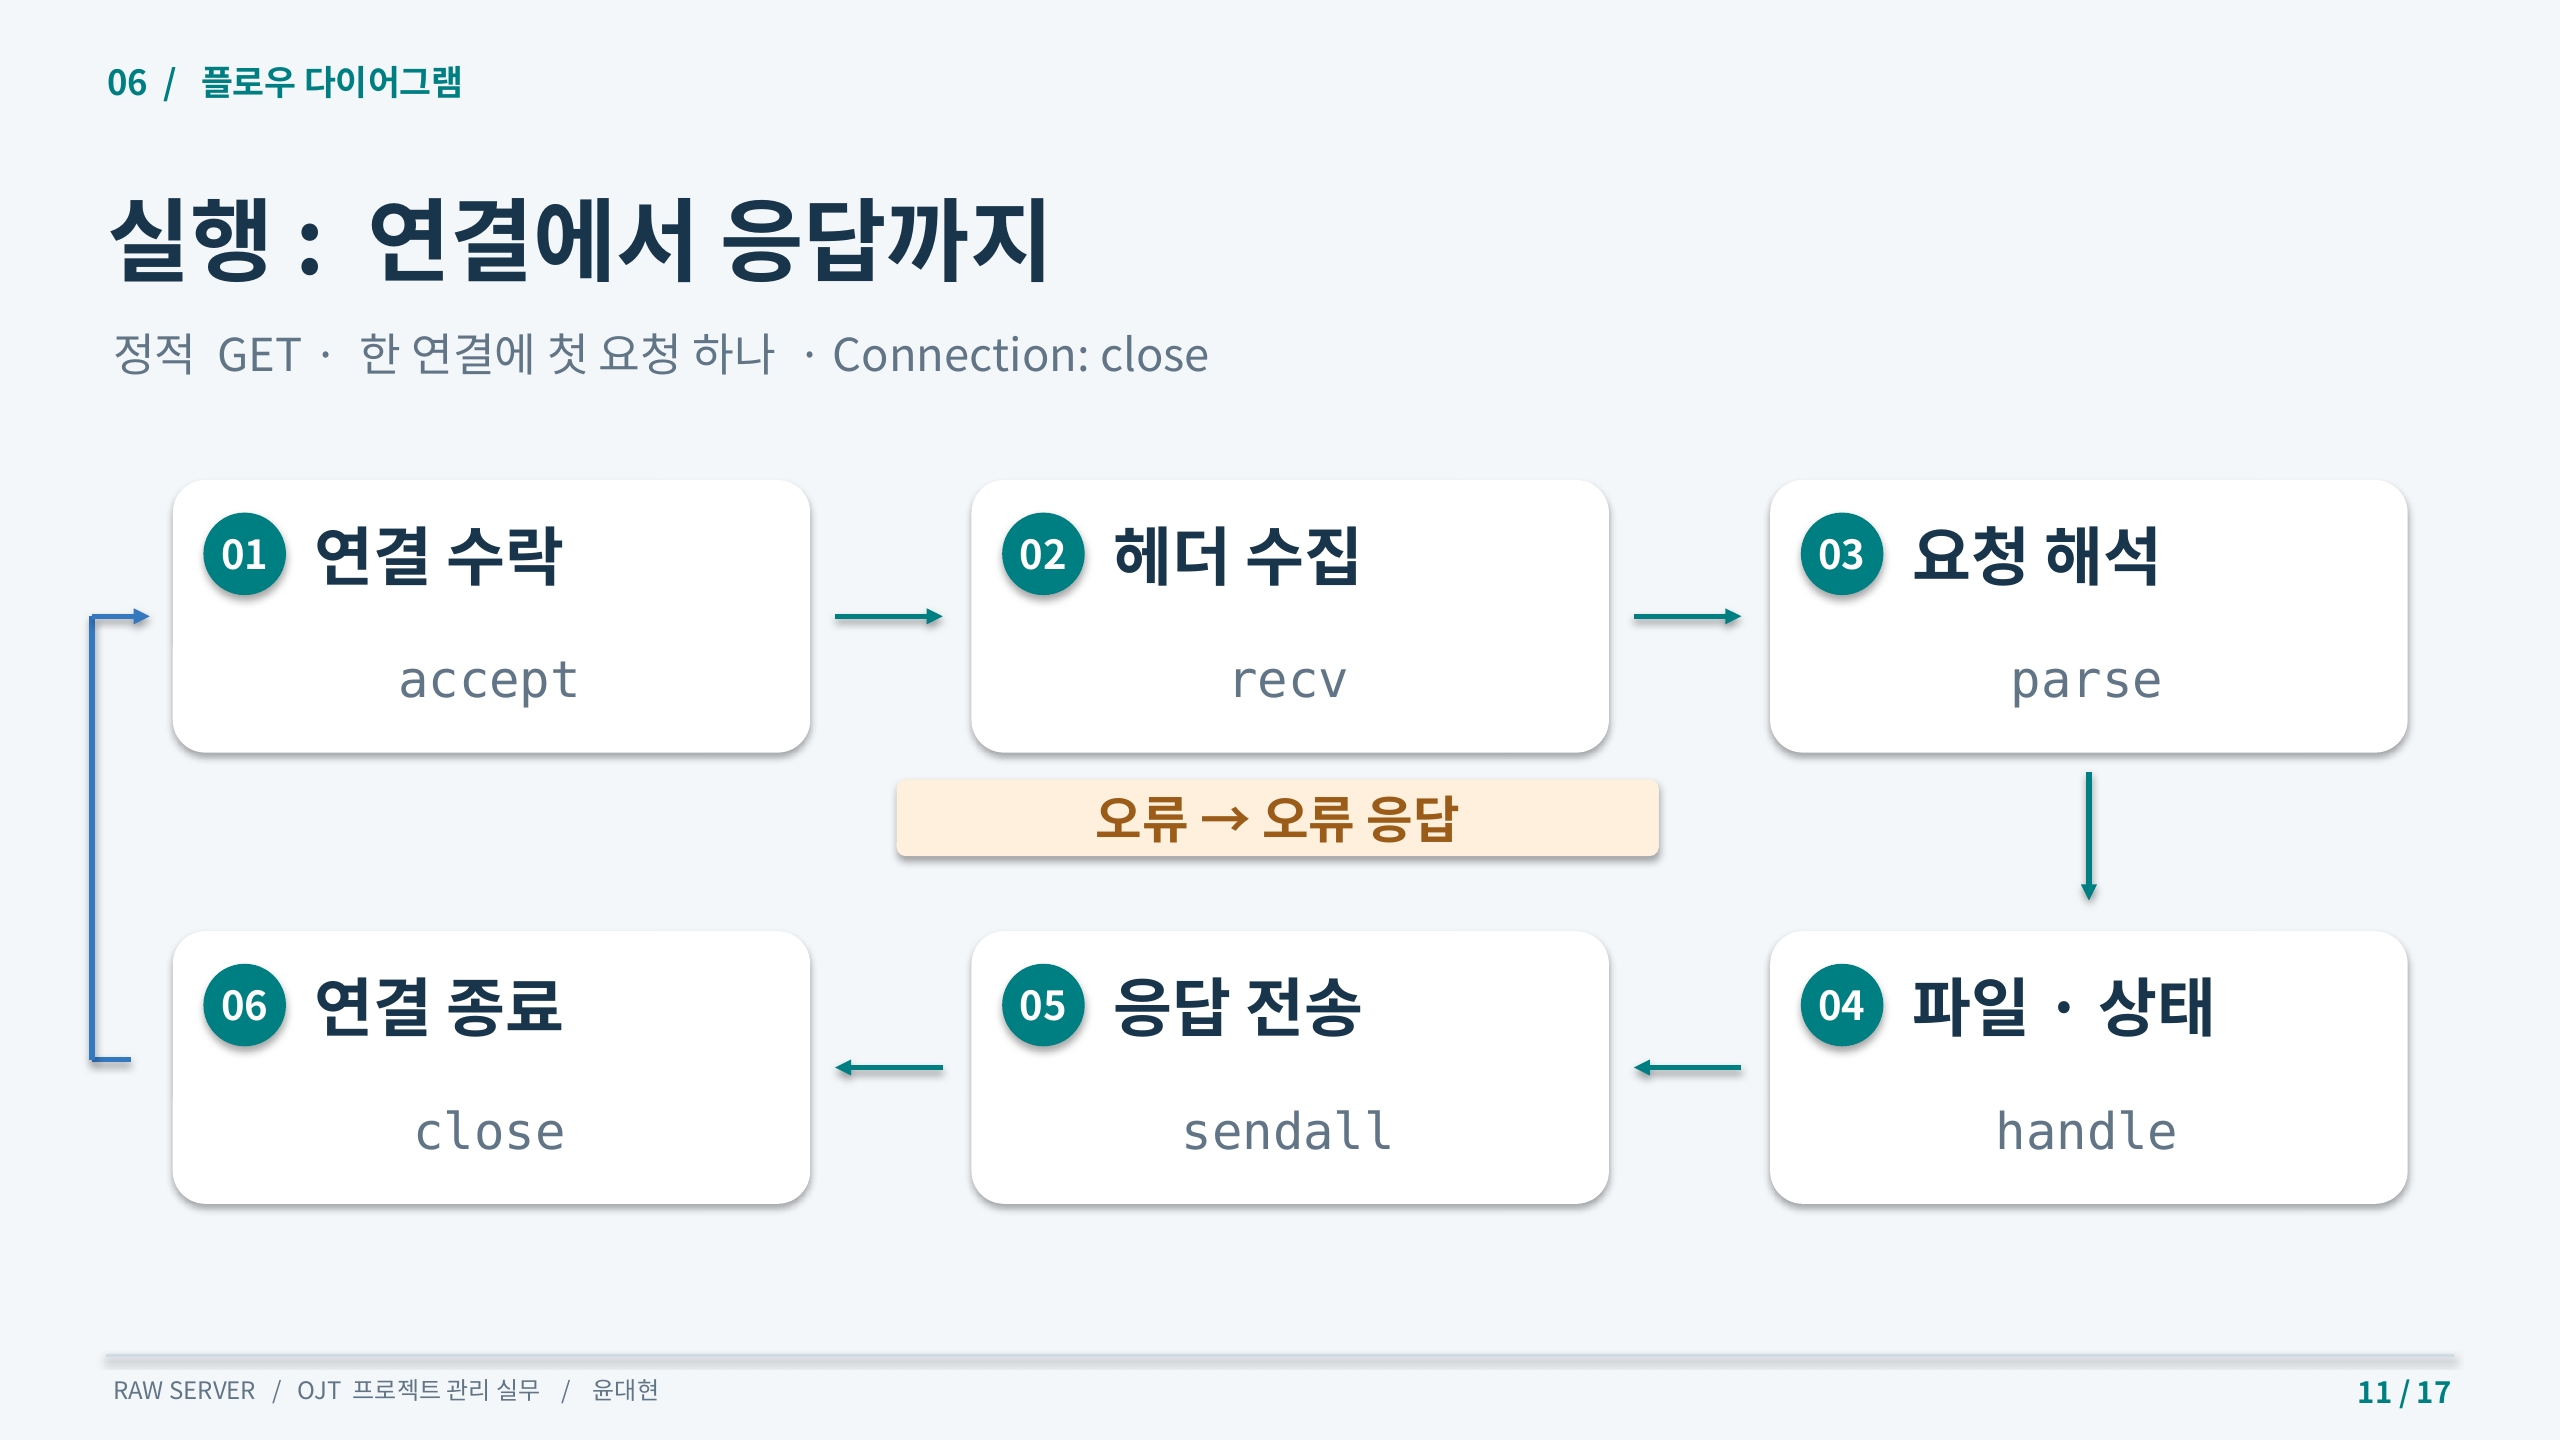 06 / 플로우 다이어그램
실행 : 연결에서 응답까지
정적 GET · 한 연결에 첫 요청 하나 · Connection: close
01 연결 수락
accept
02 헤더 수집
recv
03 요청 해석
parse
오류 → 오류 응답
06 연결 종료
close
05 응답 전송
sendall
04 파일 · 상태
handle
RAW SERVER / OJT 프로젝트 관리 실무 / 윤대현
11 / 17